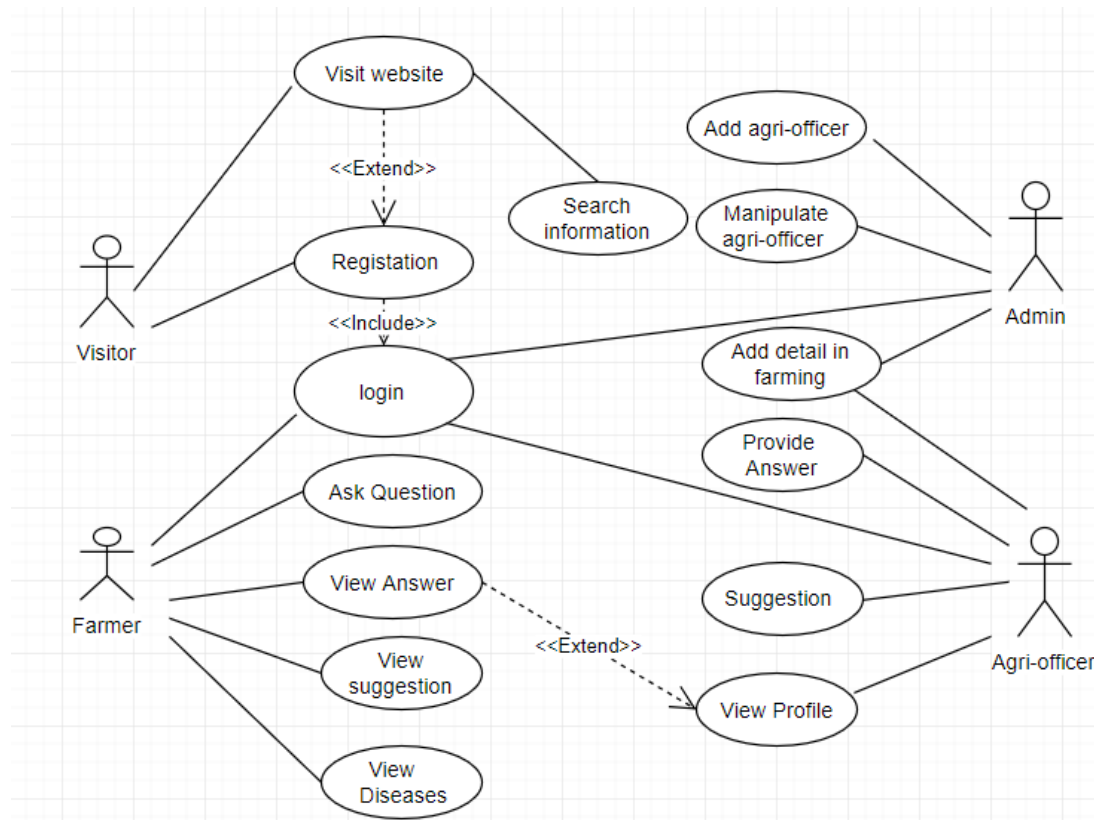 Visit website
Add agri-officer
<<Extend>>
Search
information
Manipulate
agri-officer
Registation
Admin
<<Include>>
Visitor
Add detail in
farming
login
Provide
Answer
Ask Question
View Answer
Suggestion
Farmer
<<Extend>>
Agri-officer
View
suggestion
View Profile
View
Diseases